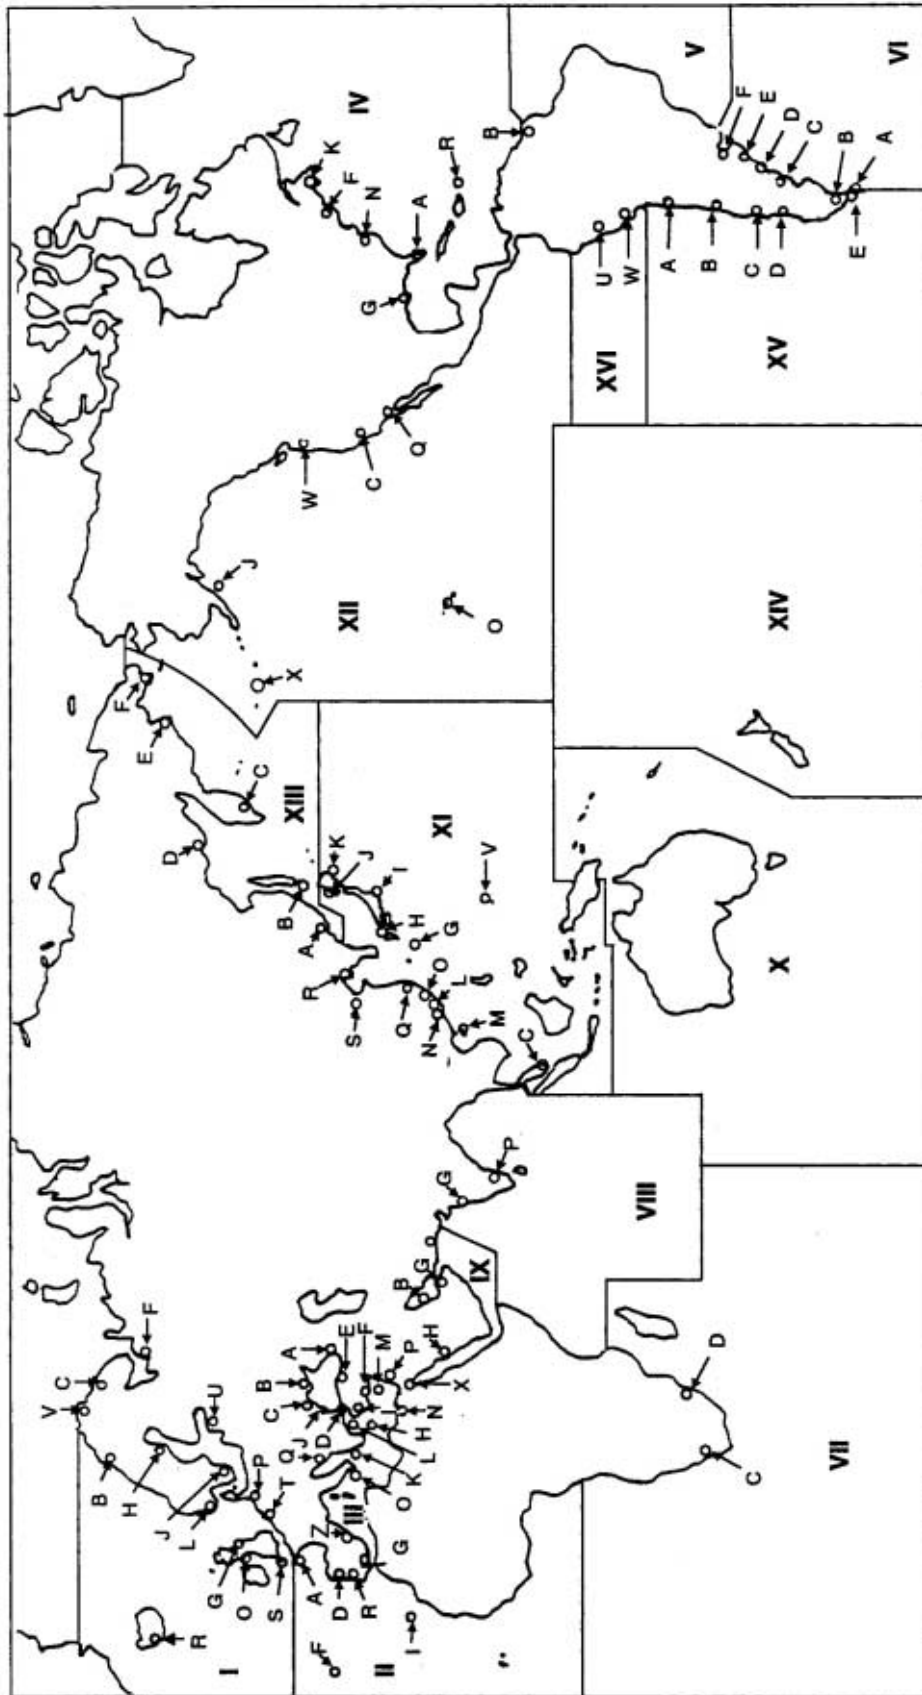 V
C
B
F
H
E
F
J
D
L
R
G
U
I
O
J
C
P
S
B
C
T
Q
B
XIII
X
J
A
A
R
A
W
F
D
Z
K
D
K
E
XII
F
III
S
IV
R
F
J
G
N
C
II
M
J
O
G
Q
I
B
I
K
P
A
H
Q
H
G
L
H
N
N
O
X
G
G
R
XI
L
IX
p
V
B
O
M
P
C
U
XVI
W
VIII
A
V
B
D
F
C
C
E
XV
X
XIV
D
D
C
VII
B
E
A
VI